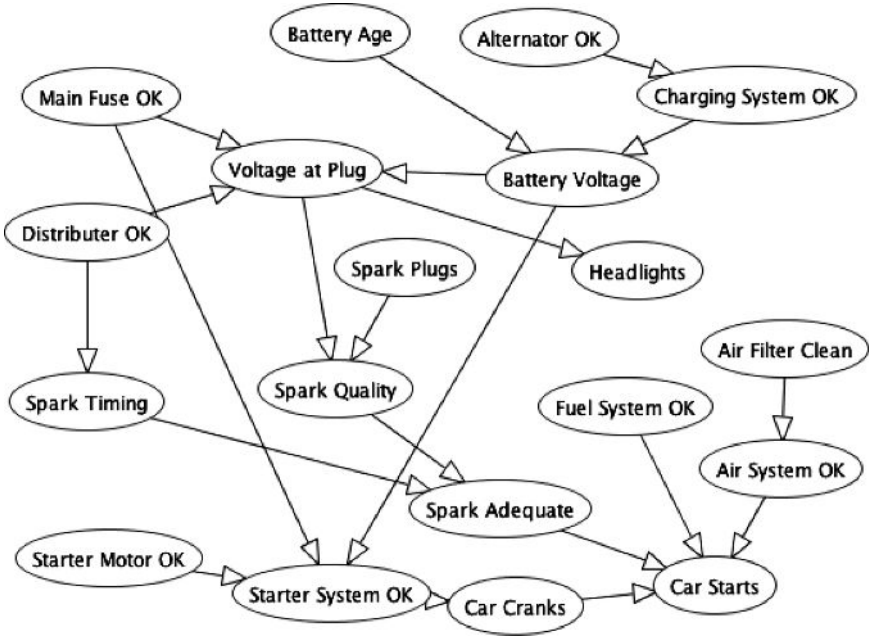 Battery Age
Alternator OK
Main Fuse OK
Charging System OK
Voltage at Plug
Battery Voltage
Distributer OK
Spark Plugs
Headlights
Air Filter Clean
Spark Timing
Spark Quality
Fuel System OK
Air System OK
Spark Adequate
Starter Motor OK
Starter System OK
Car Cranks
Car Starts